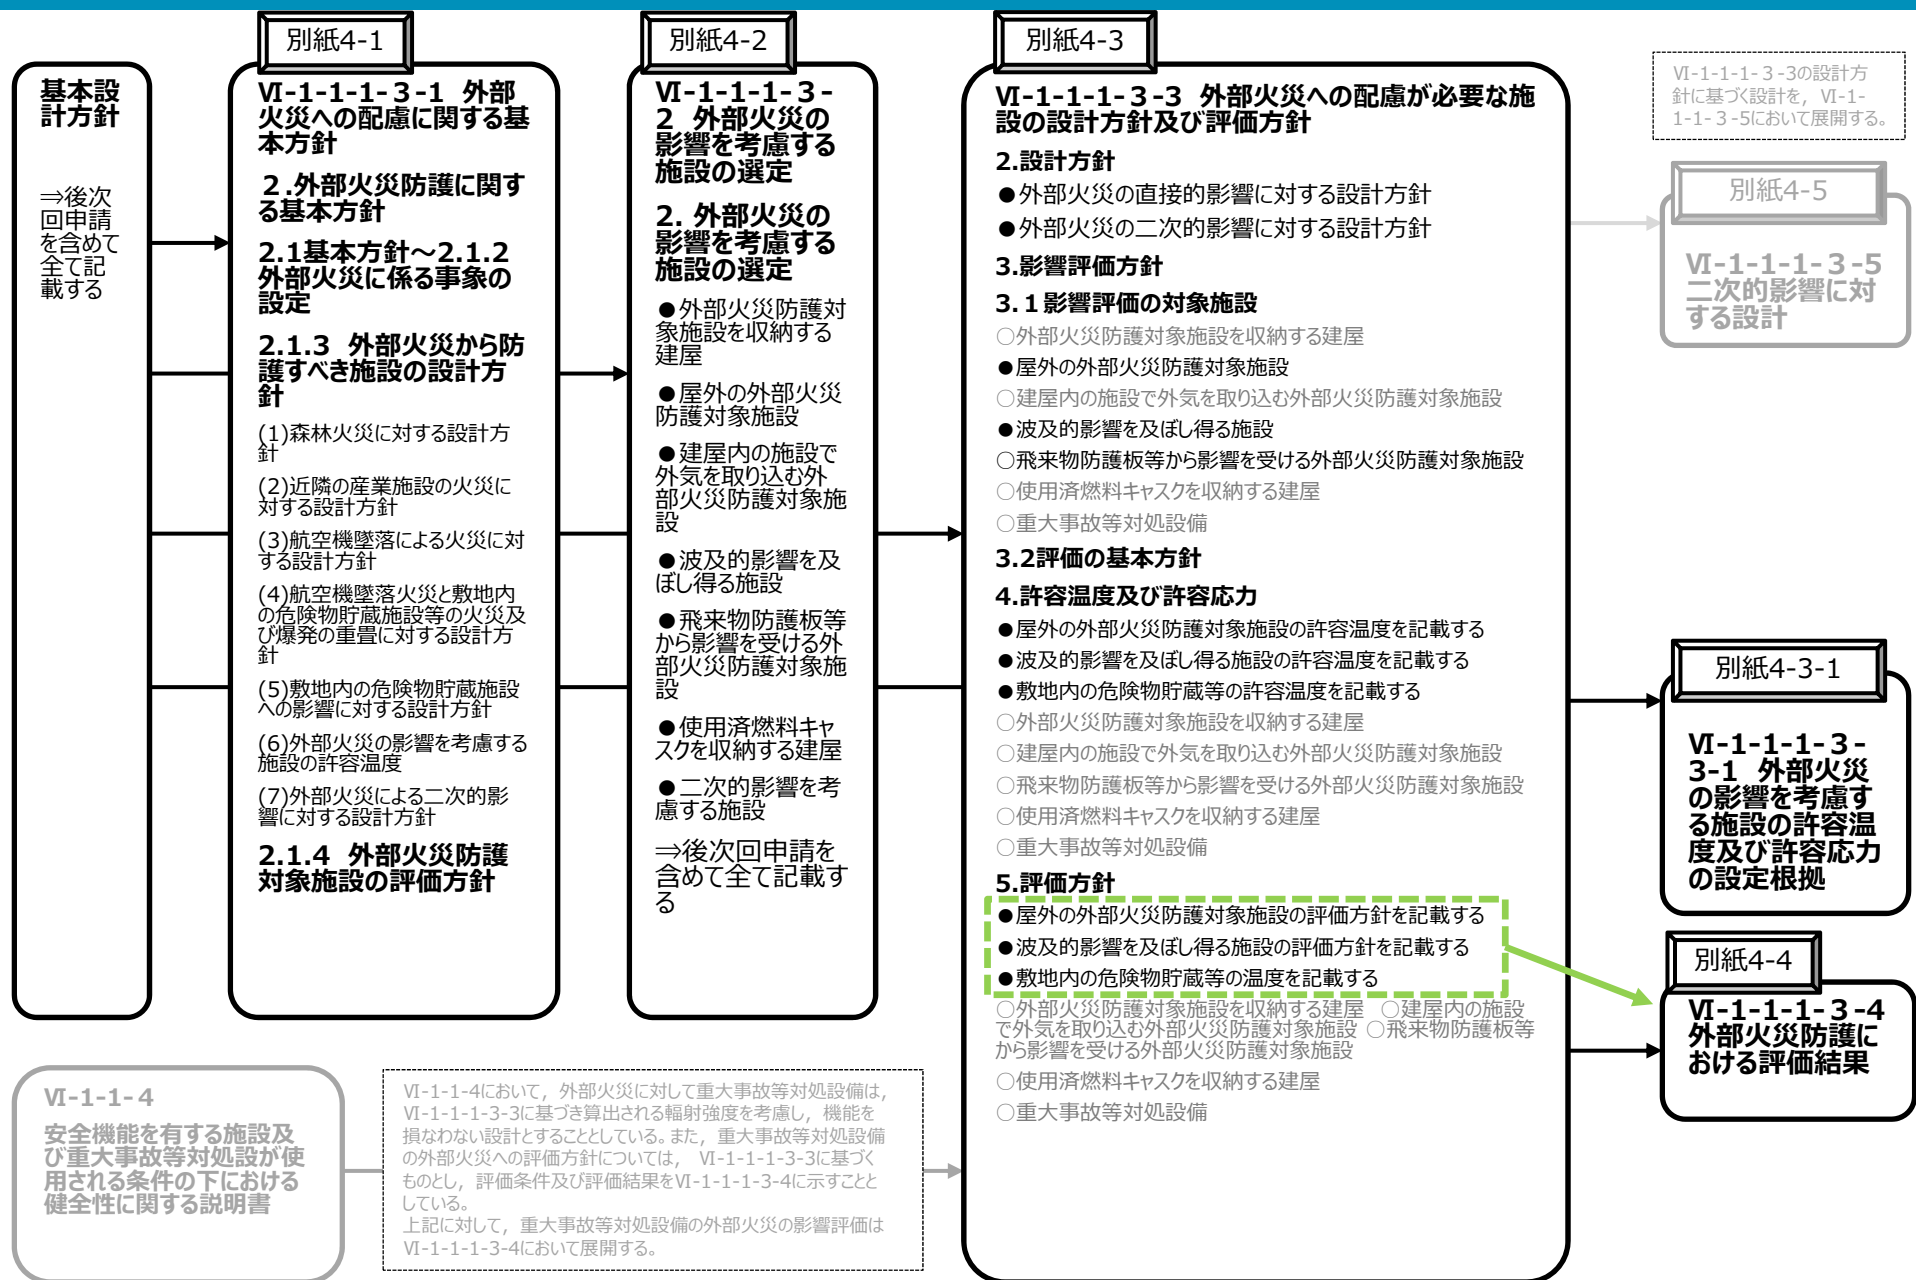 基本設
計方針
⇒後次
回申請
を含めて
全て記
載する
別紙4-1
Ⅵ-1-1-1-３-1 外部
火災への配慮に関する基
本方針
２.外部火災防護に関す
る基本方針
2.1基本方針～2.1.2
外部火災に係る事象の
設定
2.1.3 外部火災から防
護すべき施設の設計方
針
(1)森林火災に対する設計方
針
(2)近隣の産業施設の火災に
対する設計方針
(3)航空機墜落による火災に対
する設計方針
(4)航空機墜落火災と敷地内
の危険物貯蔵施設等の火災及
び爆発の重畳に対する設計方
針
(5)敷地内の危険物貯蔵施設
への影響に対する設計方針
(6)外部火災の影響を考慮する
施設の許容温度
(7)外部火災による二次的影
響に対する設計方針
2.1.4 外部火災防護
対象施設の評価方針
別紙4-2
Ⅵ-1-1-1-３-
2 外部火災の
影響を考慮する
施設の選定
2. 外部火災の
影響を考慮する
施設の選定
●外部火災防護対
象施設を収納する
建屋
●屋外の外部火災
防護対象施設
●建屋内の施設で
外気を取り込む外
部火災防護対象施
設
●波及的影響を及
ぼし得る施設
●飛来物防護板等
から影響を受ける外
部火災防護対象施
設
●使用済燃料キャ
スクを収納する建屋
●二次的影響を考
慮する施設
⇒後次回申請を
含めて全て記載す
る
別紙4-3
Ⅵ-1-1-1-３-3 外部火災への配慮が必要な施
設の設計方針及び評価方針
2.設計方針
●外部火災の直接的影響に対する設計方針
●外部火災の二次的影響に対する設計方針
3.影響評価方針
3.１影響評価の対象施設
○外部火災防護対象施設を収納する建屋
●屋外の外部火災防護対象施設
○建屋内の施設で外気を取り込む外部火災防護対象施設
●波及的影響を及ぼし得る施設
○飛来物防護板等から影響を受ける外部火災防護対象施設
○使用済燃料キャスクを収納する建屋
○重大事故等対処設備
3.2評価の基本方針
4.許容温度及び許容応力
●屋外の外部火災防護対象施設の許容温度を記載する
●波及的影響を及ぼし得る施設の許容温度を記載する
●敷地内の危険物貯蔵等の許容温度を記載する
○外部火災防護対象施設を収納する建屋
○建屋内の施設で外気を取り込む外部火災防護対象施設
○飛来物防護板等から影響を受ける外部火災防護対象施設
○使用済燃料キャスクを収納する建屋
○重大事故等対処設備
5.評価方針
●屋外の外部火災防護対象施設の評価方針を記載する
●波及的影響を及ぼし得る施設の評価方針を記載する
●敷地内の危険物貯蔵等の温度を記載する
○外部火災防護対象施設を収納する建屋 ○建屋内の施設
で外気を取り込む外部火災防護対象施設 ○飛来物防護板等
から影響を受ける外部火災防護対象施設
○使用済燃料キャスクを収納する建屋
○重大事故等対処設備
Ⅵ-1-1-1-３-3の設計方
針に基づく設計を，Ⅵ-1-
1-1-３-5において展開する。
別紙4-5
Ⅵ-1-1-1-３-5
二次的影響に対
する設計
別紙4-3-1
Ⅵ-1-1-1-３-
3-1 外部火災
の影響を考慮す
る施設の許容温
度及び許容応力
の設定根拠
別紙4-4
Ⅵ-1-1-1-３-4
外部火災防護に
おける評価結果
Ⅵ-1-1-４
安全機能を有する施設及
び重大事故等対処設が使
用される条件の下における
健全性に関する説明書
Ⅵ-1-1-4において，外部火災に対して重大事故等対処設備は，
Ⅵ-1-1-1-3-3に基づき算出される輻射強度を考慮し，機能を
損なわない設計とすることとしている。また，重大事故等対処設備
の外部火災への評価方針については， Ⅵ-1-1-1-3-3に基づく
ものとし，評価条件及び評価結果をⅥ-1-1-1-3-4に示すことと
している。
上記に対して，重大事故等対処設備の外部火災の影響評価は
Ⅵ-1-1-1-3-4において展開する。